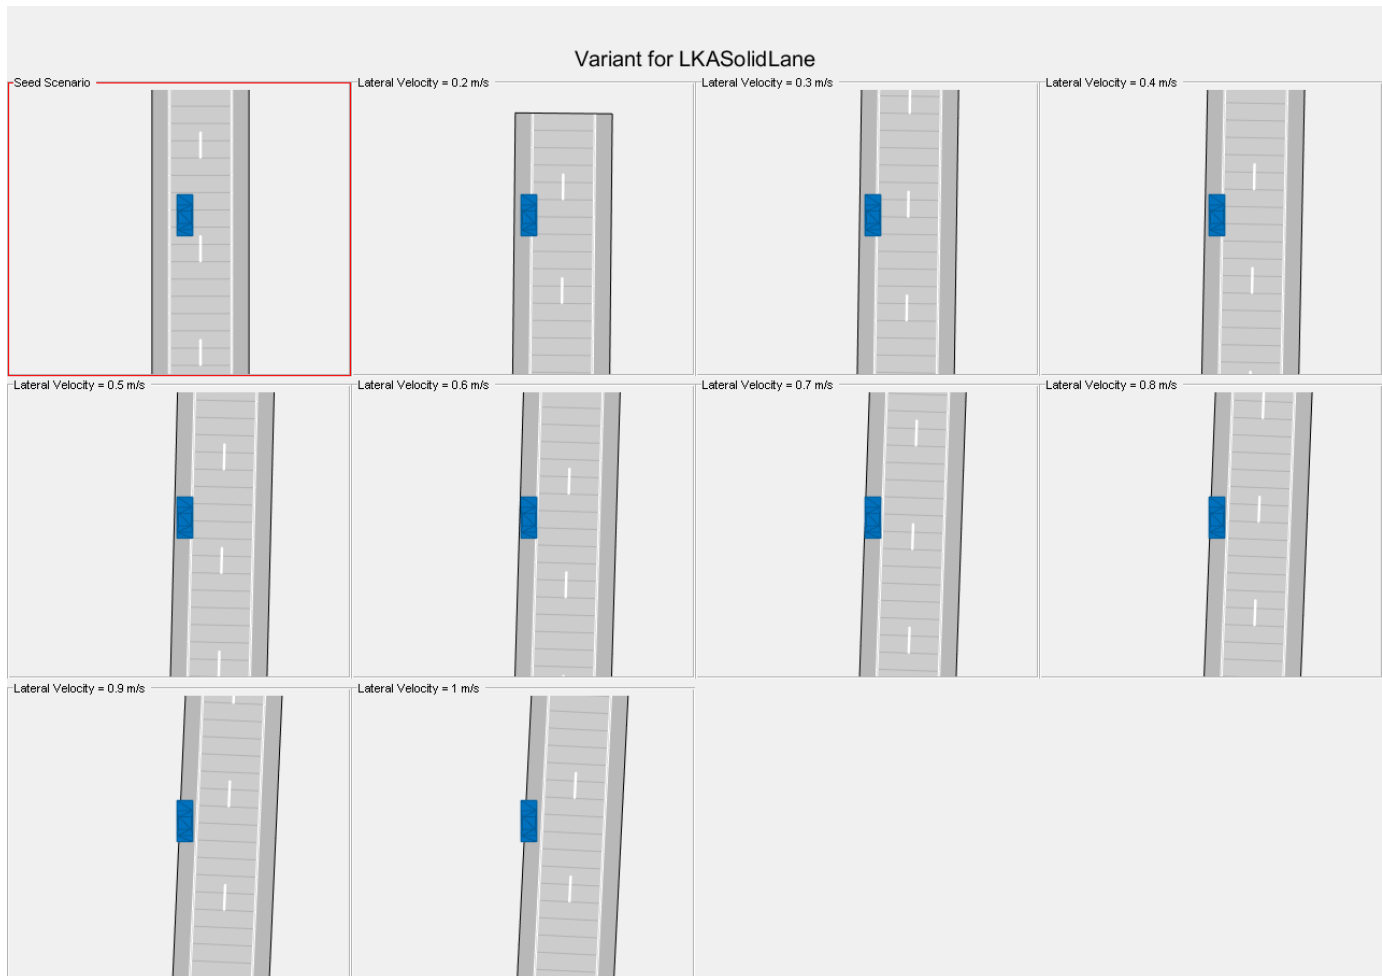 Variant for LKASolidLane
Seed Scenario
Lateral Velocity = 0.2 m/s
Lateral Velocity = 0.3 m/s
Lateral Velocity = 0.4 m/s
Lateral Velocity = 0.5 m/s
Lateral Velocity = 0.6 m/s
Lateral Velocity = 0.7 m/s
Lateral Velocity = 0.8 m/s
Lateral Velocity = 0.9 m/s
Lateral Velocity = 1 m/s